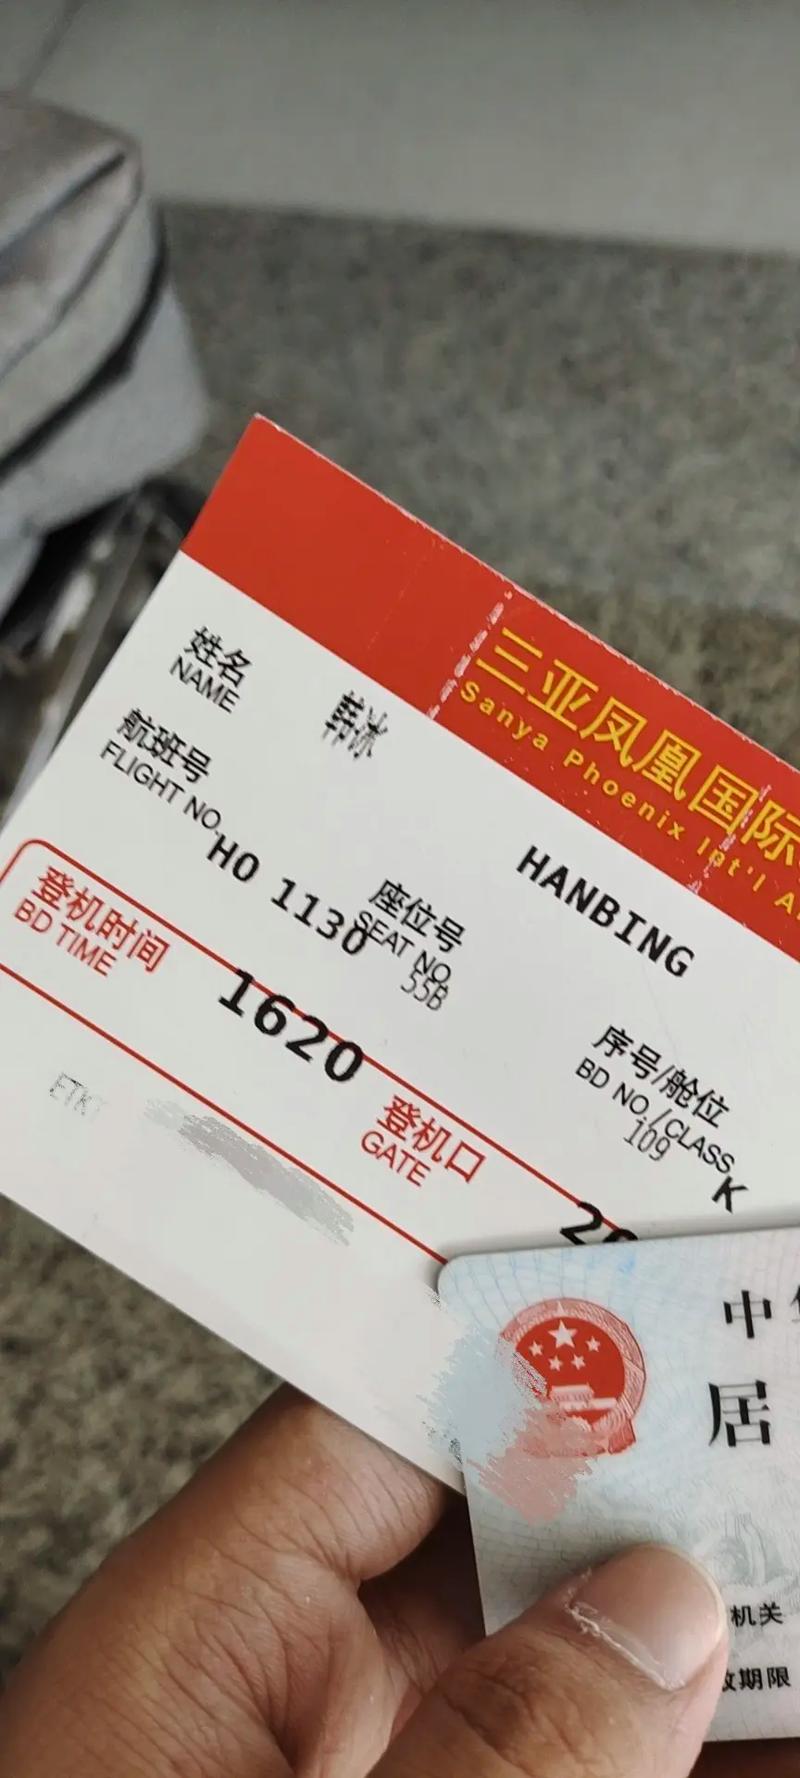 三亚凤凰国际
Sanya Phoenix Int'l A
姓名
NAME
韩冰
HANBING
航班号
FLIGHT NO.
HO 1130
座位号
SEAT NO.
55B
序号/舱位
BD NO./CLASS
109
K
登机时间
BD TIME
1620
登机口
GATE
ETKT
中
居
机关
期限